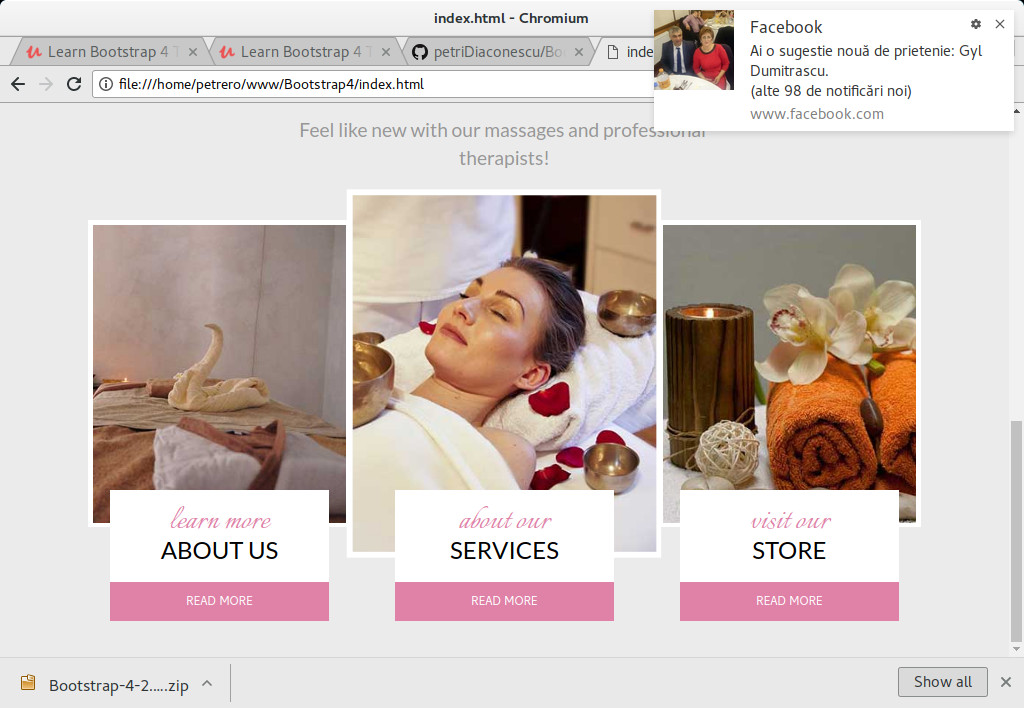 index.html - Chromium
Learn Bootstrap 4 T
Learn Bootstrap 4 T
petriDiaconescu/Bo
inde
file:///home/petrero/www/Bootstrap4/index.html
Facebook
Ai o sugestie nouă de prietenie: Gyl
Dumitrascu.
(alte 98 de notificări noi)
www.facebook.com
Feel like new with our massages and professional
therapists!
learn more
ABOUT US
READ MORE
about our
SERVICES
READ MORE
visit our
STORE
READ MORE
Bootstrap-4-2.....zip
Show all